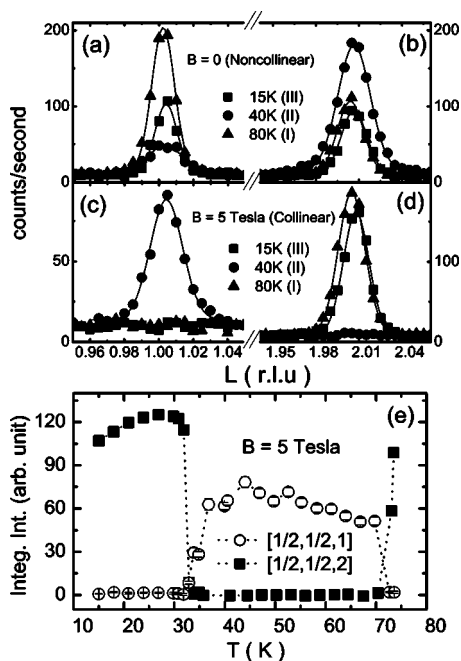 200
(a)
B = 0 (Noncollinear)
(b)
200
100
15K (III)
40K (II)
80K (I)
100
0
0
counts/second
(c)
B = 5 Tesla (Collinear)
(d)
200
50
15K (III)
40K (II)
80K (I)
100
0
0
0.96 0.98 1.00 1.02 1.04 1.95 1.98 2.01 2.04
L ( r.l.u )
(e)
120
B = 5 Tesla
90
60
[1/2,1/2,1]
30
[1/2,1/2,2]
0
Integ. Int. (arb. unit)
10 20 30 40 50 60 70 80
T ( K )